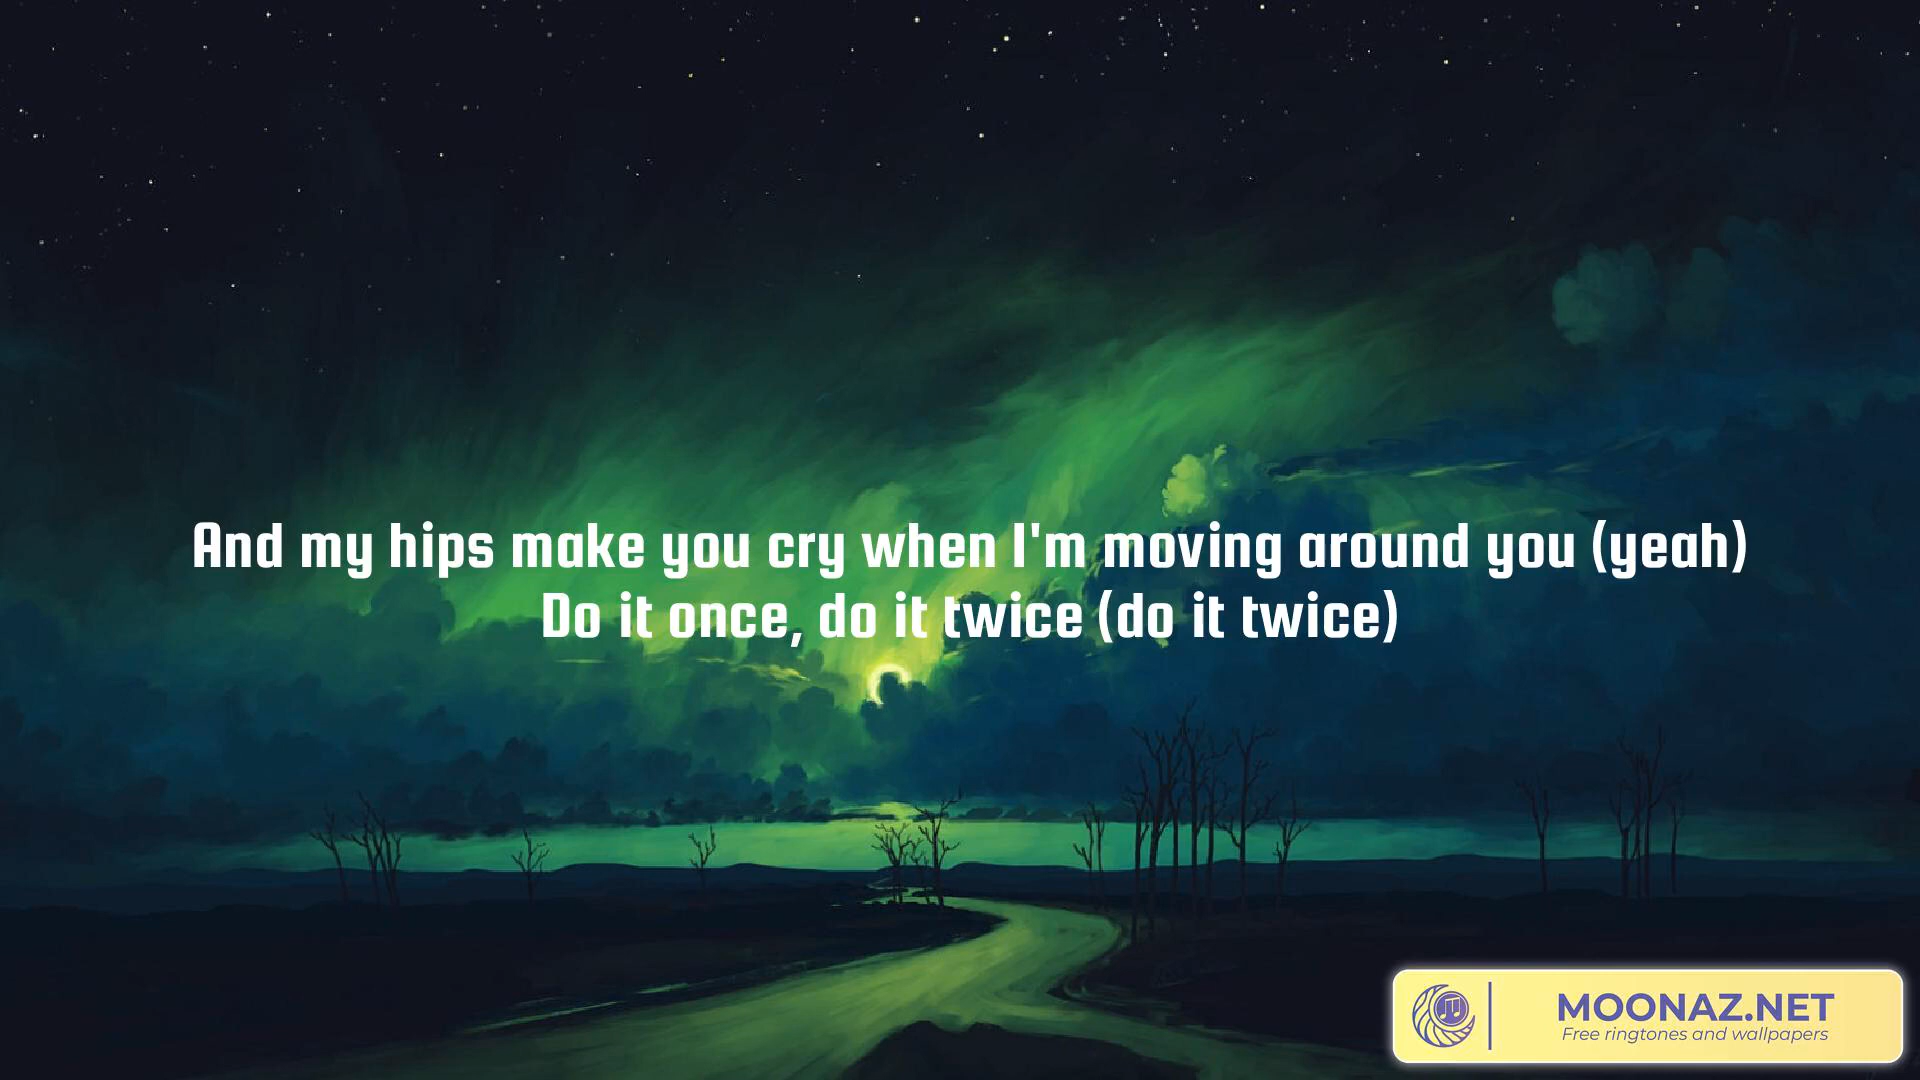 And my hips make you cry when I'm moving around you (yeah)
Do it once, do it twice (do it twice)
MOONAZ.NET
Free ringtones and wallpapers